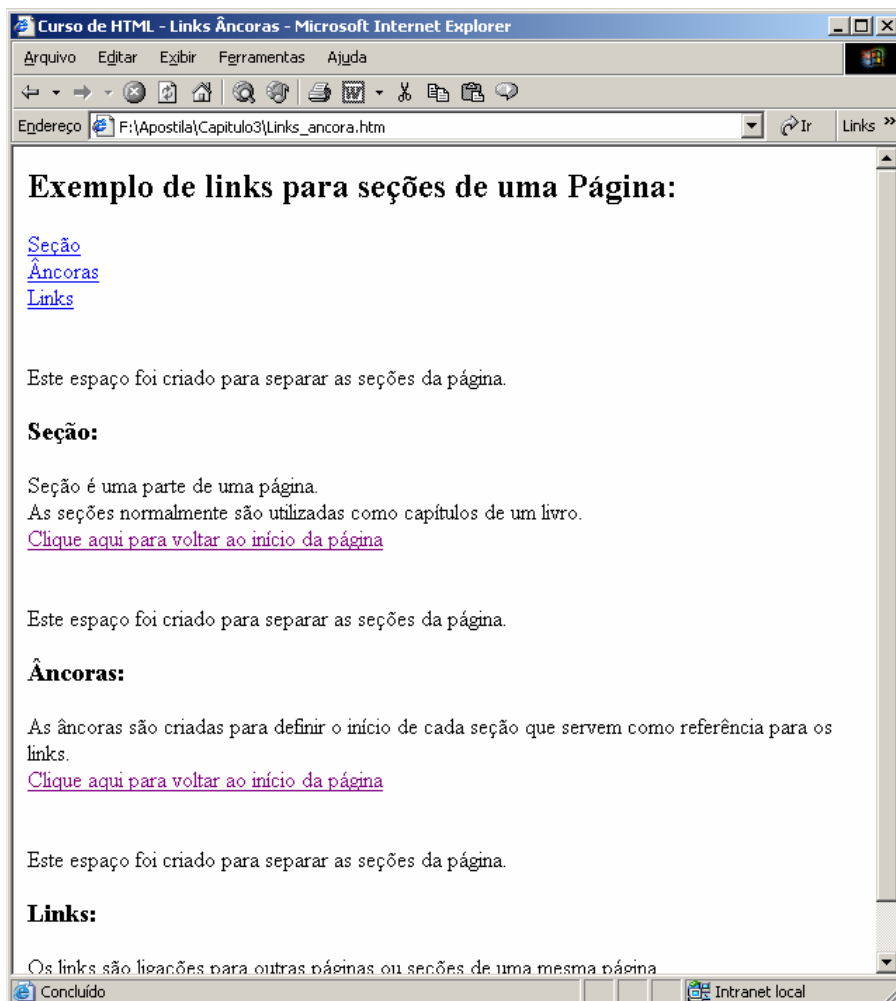 Curso de HTML - Links Âncoras - Microsoft Internet Explorer
Arquivo Editar Exibir Ferramentas Ajuda
Endereço F:\Apostila\Capitulo3\Links_ancora.htm Ir Links »
Exemplo de links para seções de uma Página:
Seção
Âncoras
Links
Este espaço foi criado para separar as seções da página.
Seção:
Seção é uma parte de uma página.
As seções normalmente são utilizadas como capítulos de um livro.
Clique aqui para voltar ao início da página
Este espaço foi criado para separar as seções da página.
Âncoras:
As âncoras são criadas para definir o início de cada seção que servem como referência para os
links.
Clique aqui para voltar ao início da página
Este espaço foi criado para separar as seções da página.
Links:
Os links são ligações para outras páginas ou seções de uma mesma página
Concluído Intranet local